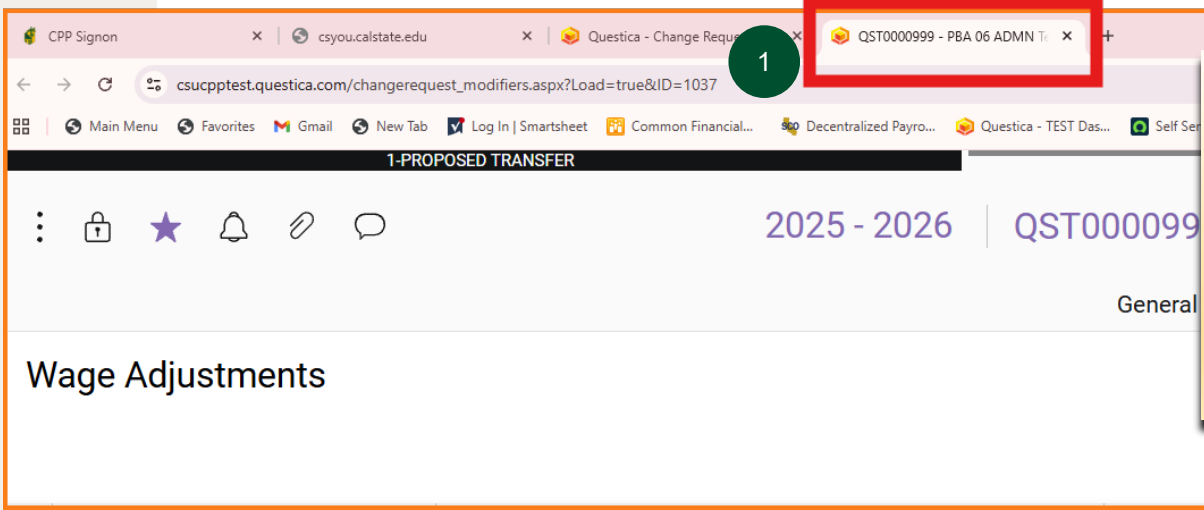 CPP Signon
csyou.calstate.edu
Questica - Change Reque
QST0000999 - PBA 06 ADMN Te
1
csucpptest.questica.com/changerequest_modifiers.aspx?Load=true&ID=1037
Main Menu Favorites Gmail New Tab Log In | Smartsheet Common Financial... Decentralized Payro... Questica - TEST Das... Self Ser
1-PROPOSED TRANSFER
2025 - 2026 QST000099
General
Wage Adjustments